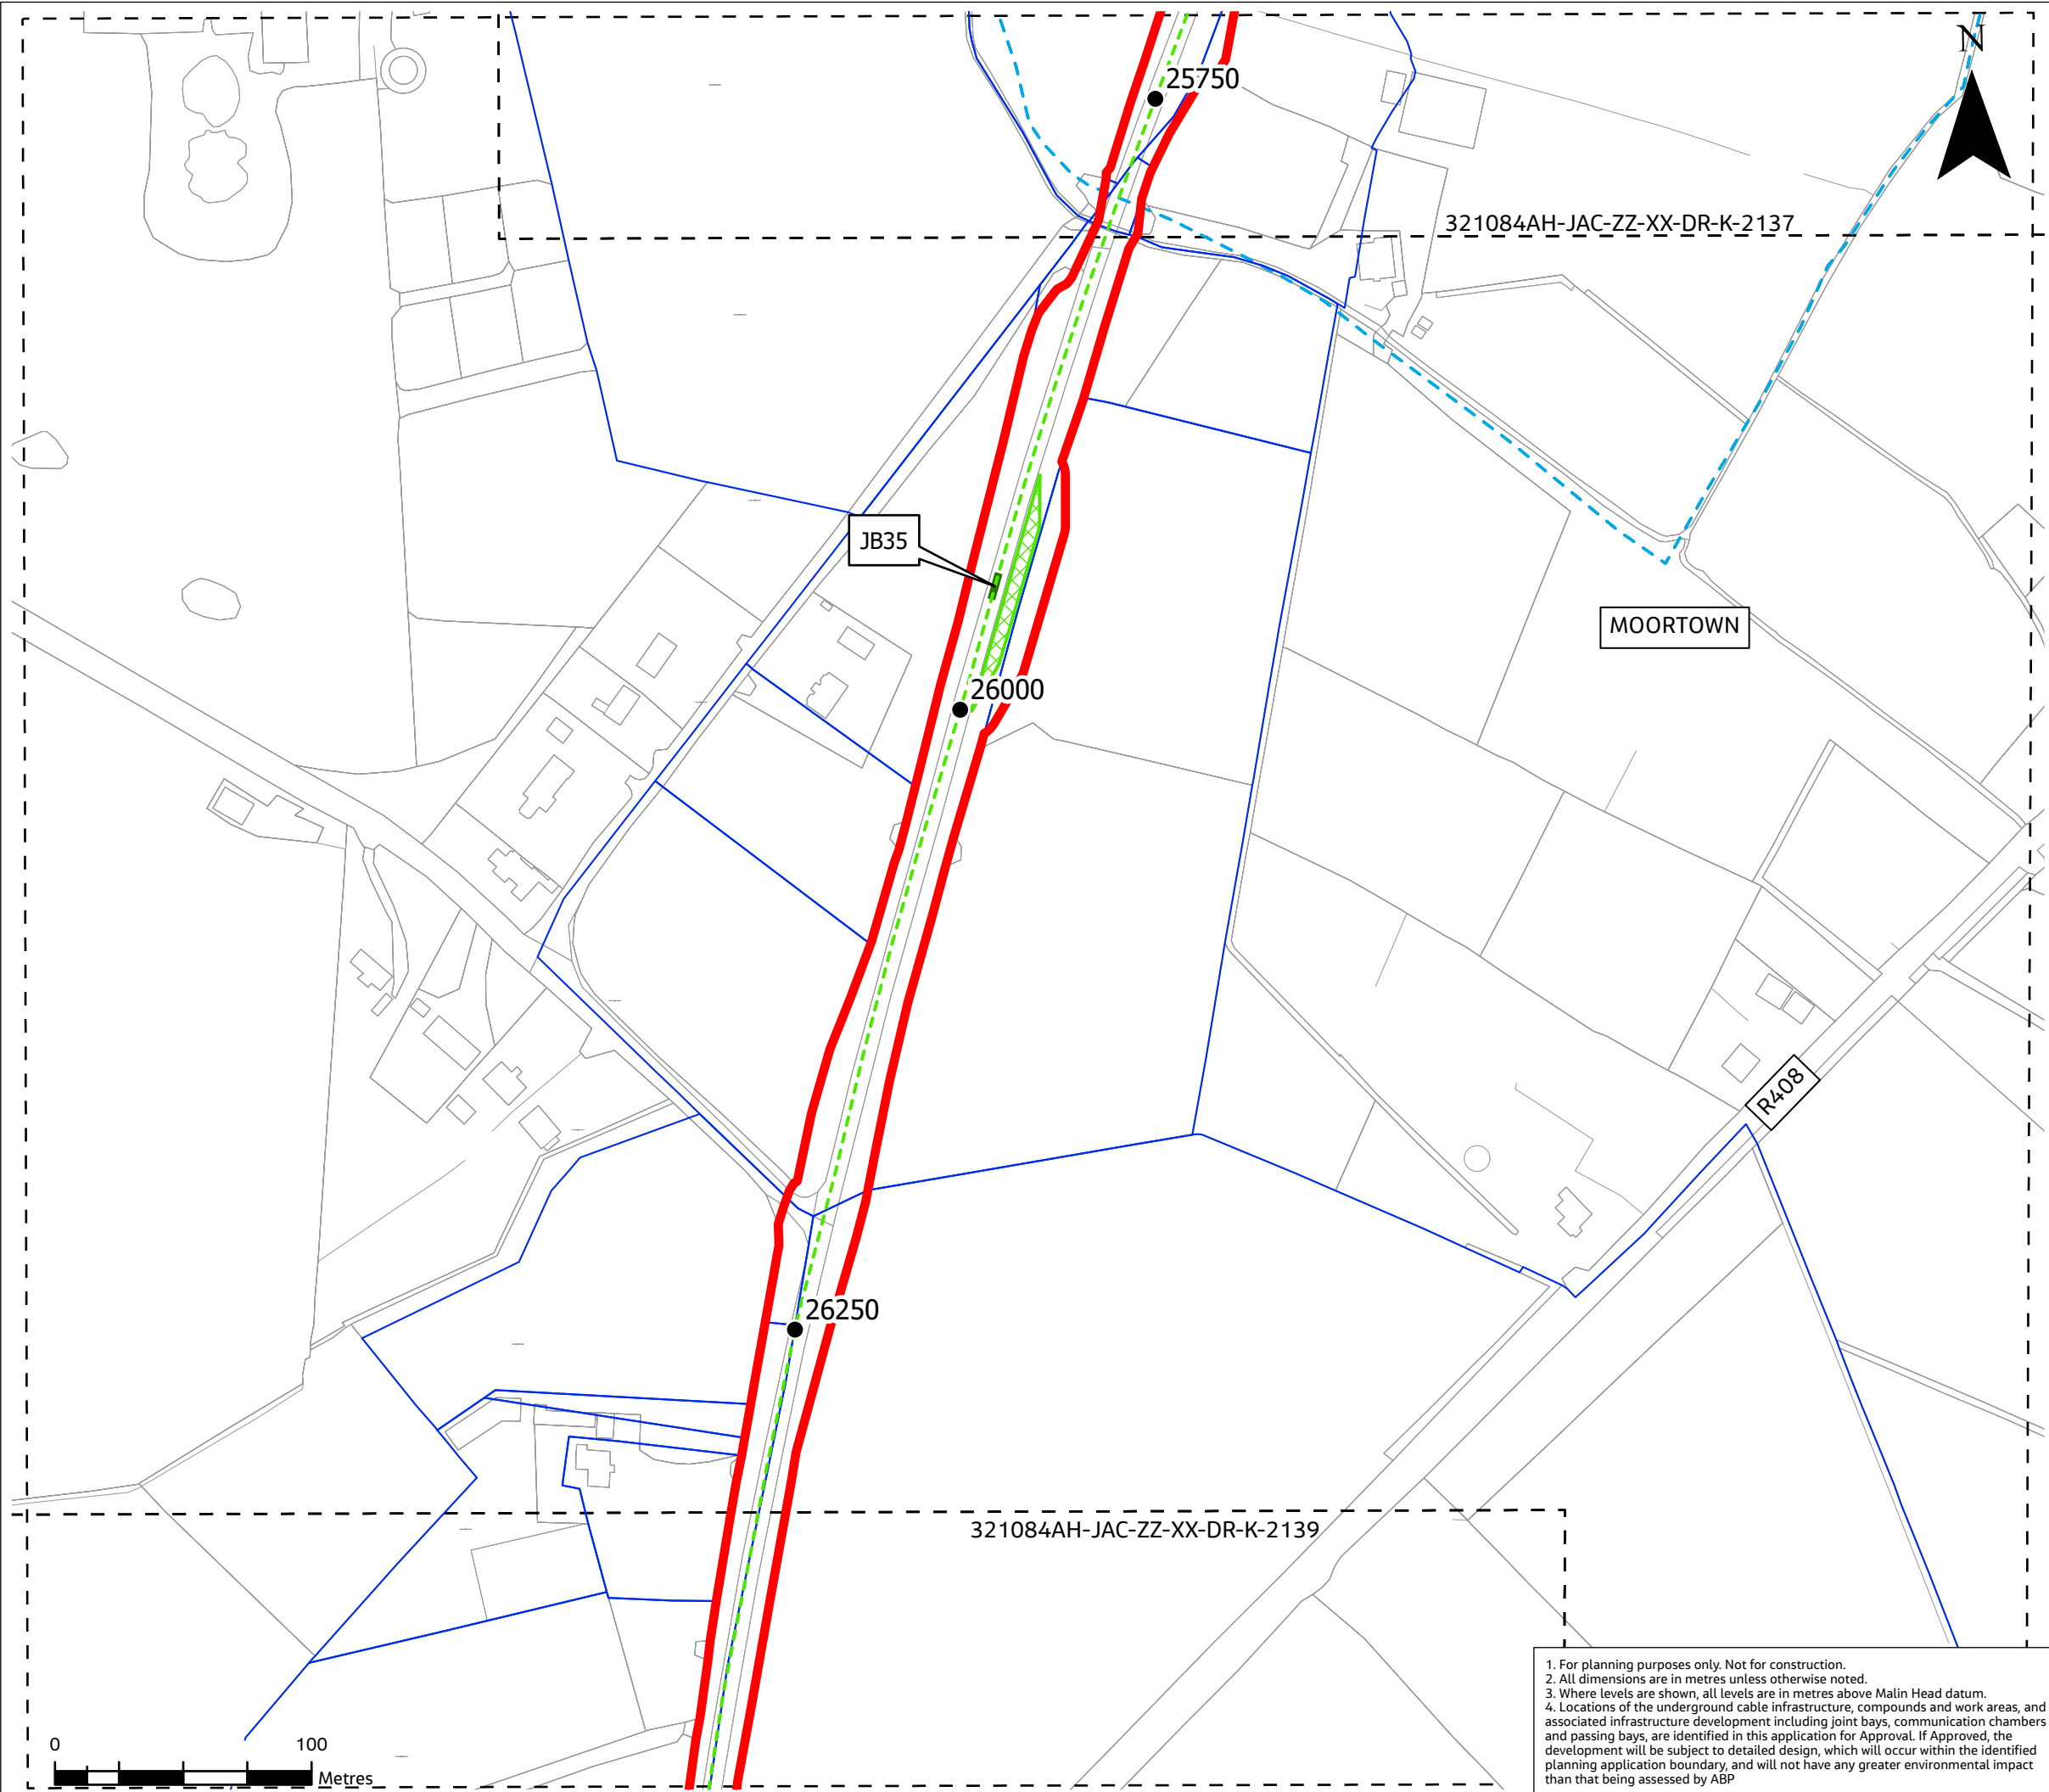 N
25750
321084AH-JAC-ZZ-XX-DR-K-2137
JB35
MOORTOWN
26000
R408
26250
321084AH-JAC-ZZ-XX-DR-K-2139
0 100
Metres
1. For planning purposes only. Not for construction.
2. All dimensions are in metres unless otherwise noted.
3. Where levels are shown, all levels are in metres above Malin Head datum.
4. Locations of the underground cable infrastructure, compounds and work areas, and
associated infrastructure development including joint bays, communication chambers
and passing bays, are identified in this application for Approval. If Approved, the
development will be subject to detailed design, which will occur within the identified
planning application boundary, and will not have any greater environmental impact
than that being assessed by ABP